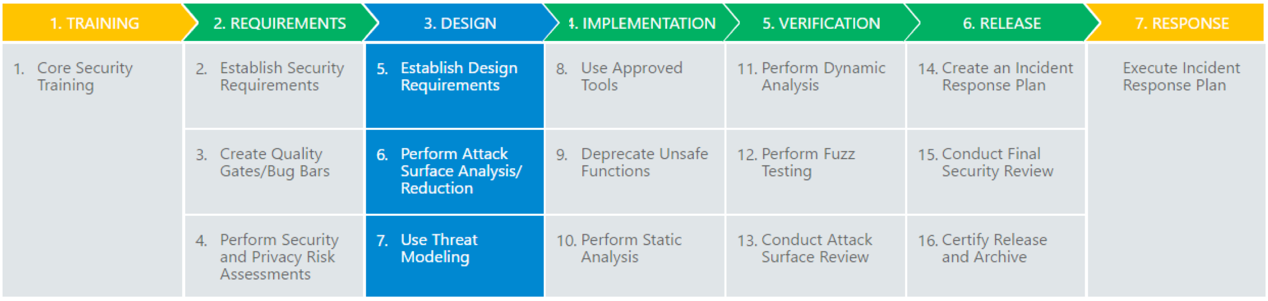 1. TRAINING
2. REQUIREMENTS
3. DESIGN
4. IMPLEMENTATION
5. VERIFICATION
6. RELEASE
7. RESPONSE
1. Core Security
Training
2. Establish Security
Requirements
5. Establish Design
Requirements
8. Use Approved
Tools
11. Perform Dynamic
Analysis
14. Create an Incident
Response Plan
Execute Incident
Response Plan
3. Create Quality
Gates/Bug Bars
6. Perform Attack
Surface Analysis/
Reduction
9. Deprecate Unsafe
Functions
12. Perform Fuzz
Testing
15. Conduct Final
Security Review
4. Perform Security
and Privacy Risk
Assessments
7. Use Threat
Modeling
10. Perform Static
Analysis
13. Conduct Attack
Surface Review
16. Certify Release
and Archive